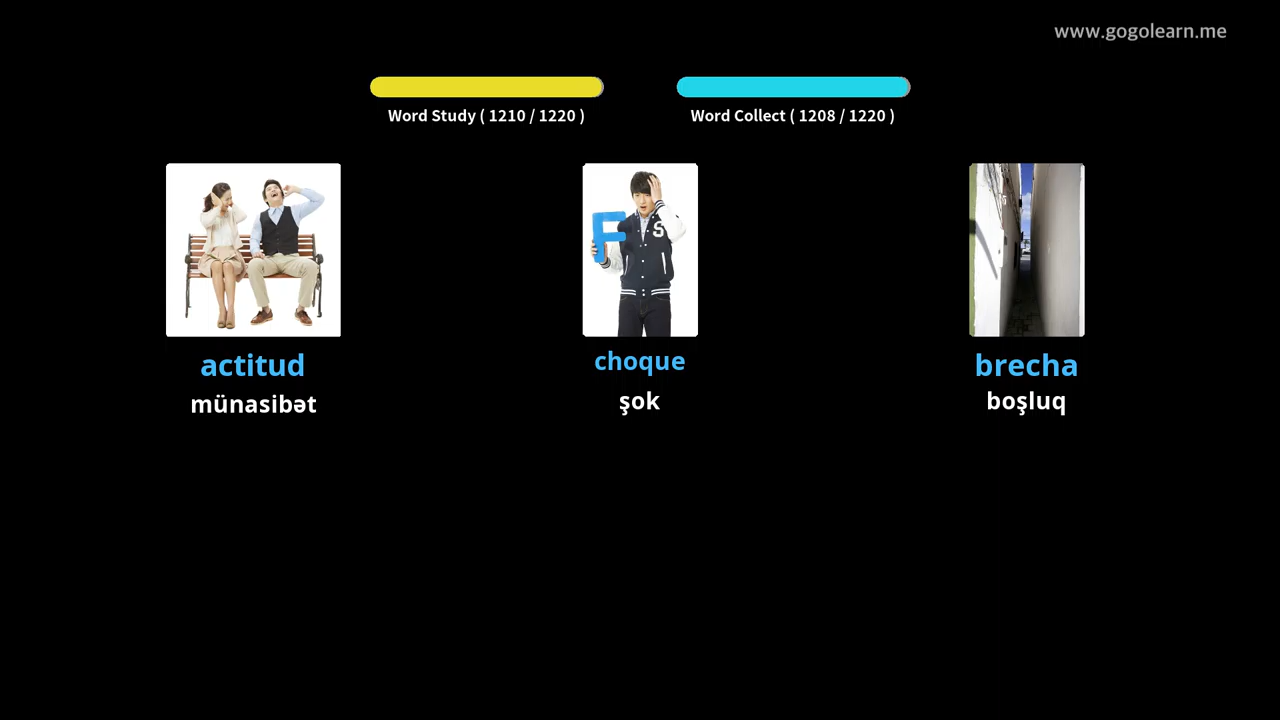 www.gogolearn.me
Word Study ( 1210 / 1220 )
Word Collect ( 1208 / 1220 )
F
S
actitud
choque
brecha
münasibət
şok
boşluq